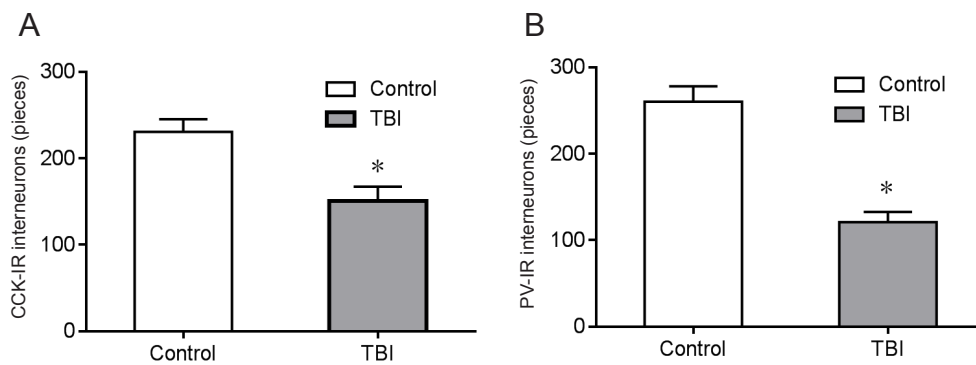 A
CCK-IR interneurons (pieces)
300
200
100
0
Control
TBI
*
Control
TBI
B
PV-IR interneurons (pieces)
300
200
100
0
Control
TBI
*
Control
TBI